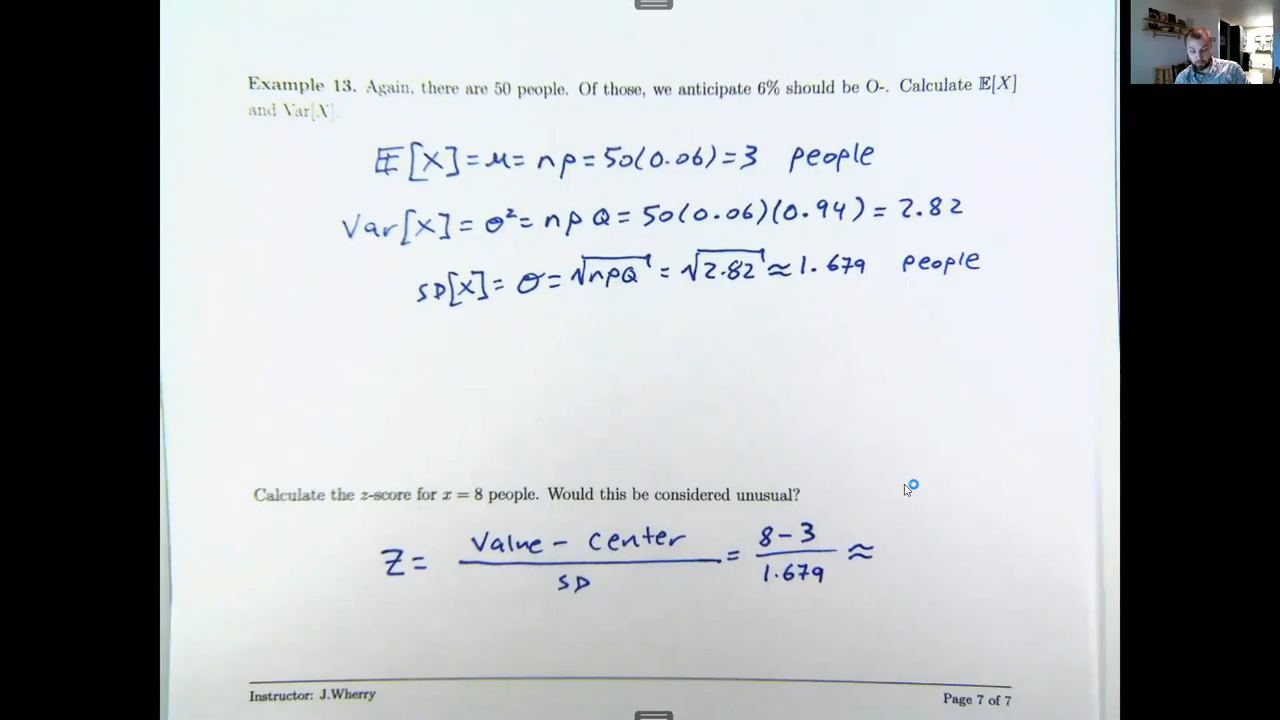 Example 13. Again, there are 50 people. Of those, we anticipate 6% should be O-. Calculate 𝔼[X]
and Var[X].
𝔼[X] = μ = np = 50(0.06) = 3 people
Var[X] = σ² = npQ = 50(0.06)(0.94) = 2.82
SD[X] = σ = √npQ = √2.82 ≈ 1.679 people
Calculate the z-score for x = 8 people. Would this be considered unusual?
Z = Value - center / SD = 8 - 3 / 1.679 ≈
Instructor: J.Wherry
Page 7 of 7